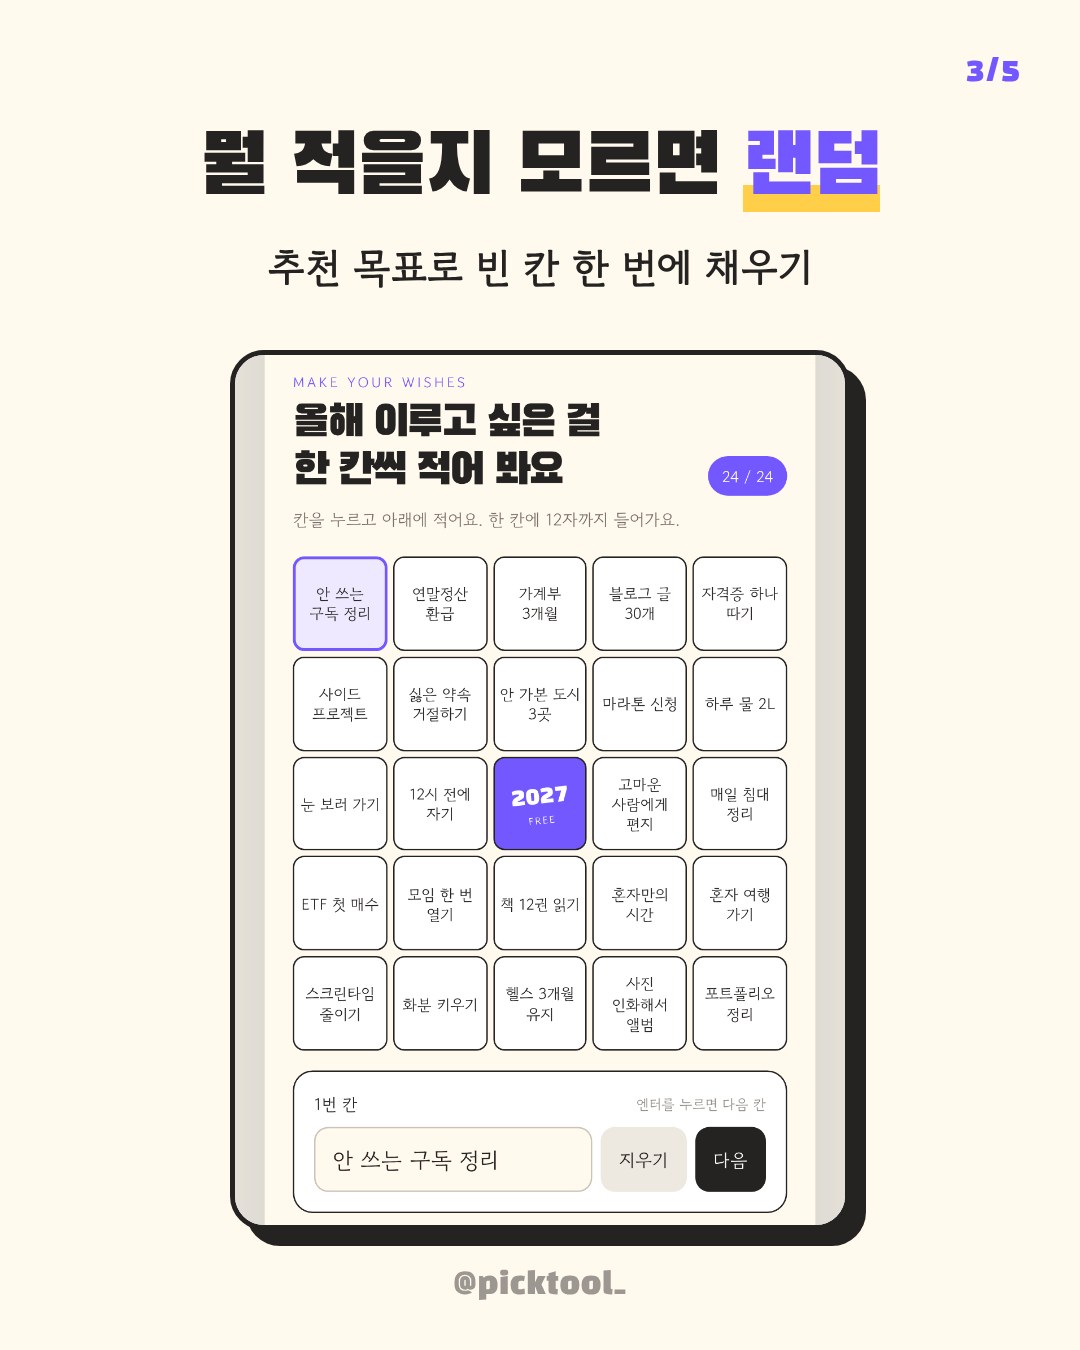 3/5
뭘 적을지 모르면 랜덤
추천 목표로 빈 칸 한 번에 채우기
MAKE YOUR WISHES
올해 이루고 싶은 걸
한 칸씩 적어 봐요
24 / 24
칸을 누르고 아래에 적어요. 한 칸에 12자까지 들어가요.
안 쓰는
구독 정리
연말정산
환급
가계부
3개월
블로그 글
30개
자격증 하나
따기
사이드
프로젝트
싫은 약속
거절하기
안 가본 도시
3곳
마라톤 신청
하루 물 2L
눈 보러 가기
12시 전에
자기
2027
FREE
고마운
사람에게
편지
매일 침대
정리
ETF 첫 매수
모임 한 번
열기
책 12권 읽기
혼자만의
시간
혼자 여행
가기
스크린타임
줄이기
화분 키우기
헬스 3개월
유지
사진
인화해서
앨범
포트폴리오
정리
1번 칸
엔터를 누르면 다음 칸
안 쓰는 구독 정리
지우기
다음
@picktool_